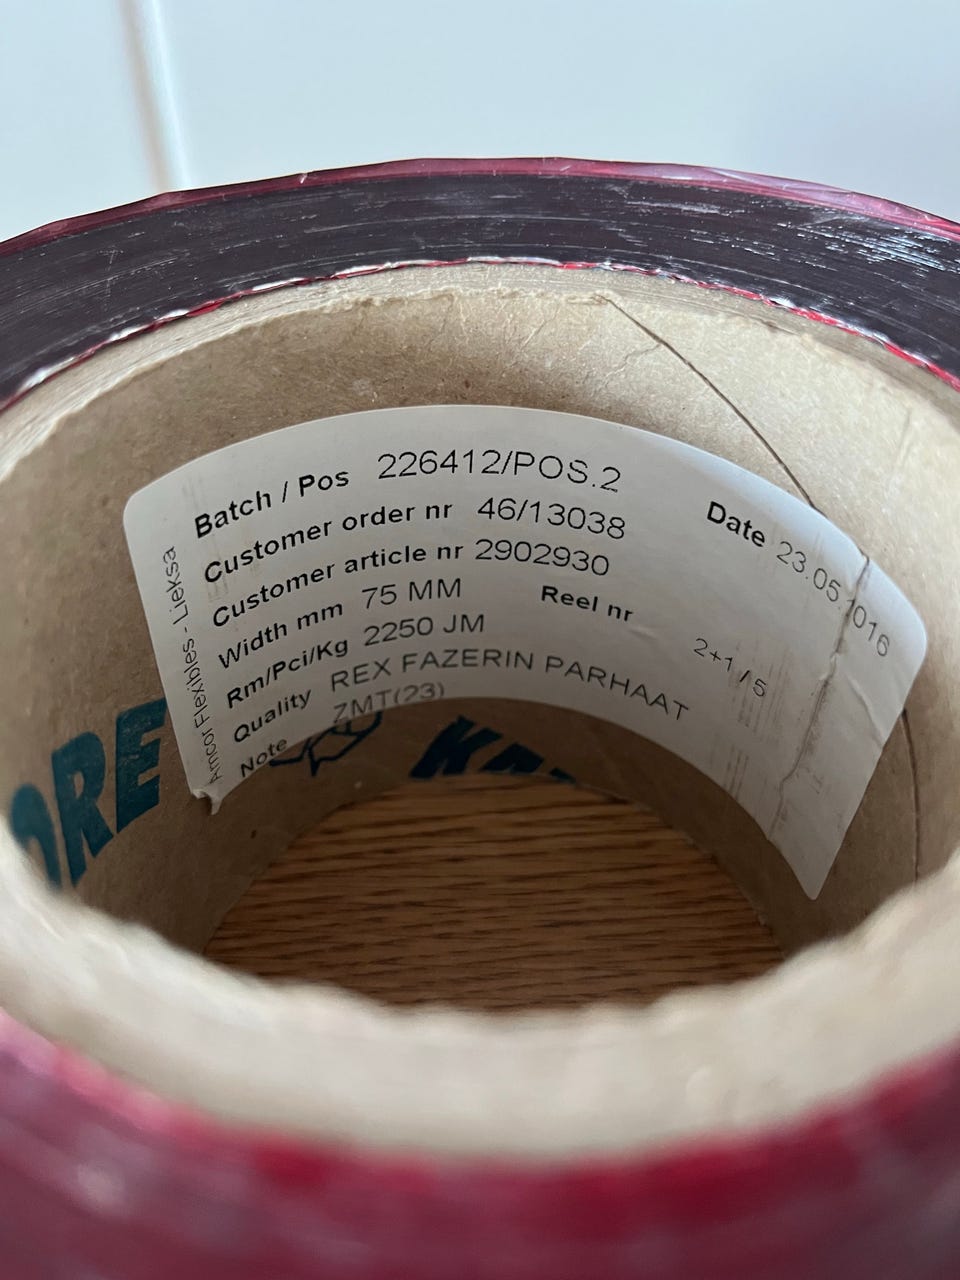 Batch / Pos 226412/POS.2
Date 23.05.2016
Customer order nr 46/13038
Customer article nr 2902930
Width mm 75 MM
Reel nr 2+1 / 5
Rm/Pci/Kg 2250 JM
Quality REX FAZERIN PARHAAT
ZMT(23)
Note
Amcor Flexibles - Lieksa
ORE